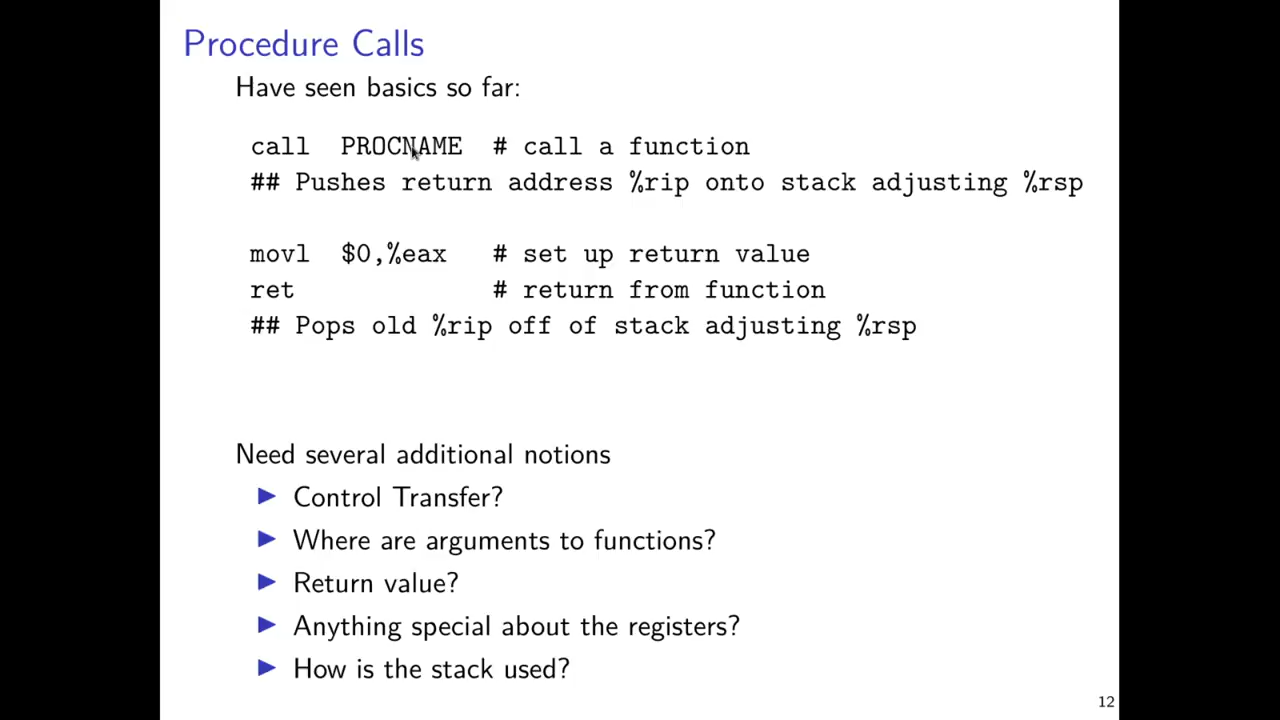 Procedure Calls
Have seen basics so far:
call PROCNAME # call a function
## Pushes return address %rip onto stack adjusting %rsp
movl $0,%eax # set up return value
ret # return from function
## Pops old %rip off of stack adjusting %rsp
Need several additional notions
▶ Control Transfer?
▶ Where are arguments to functions?
▶ Return value?
▶ Anything special about the registers?
▶ How is the stack used?
12